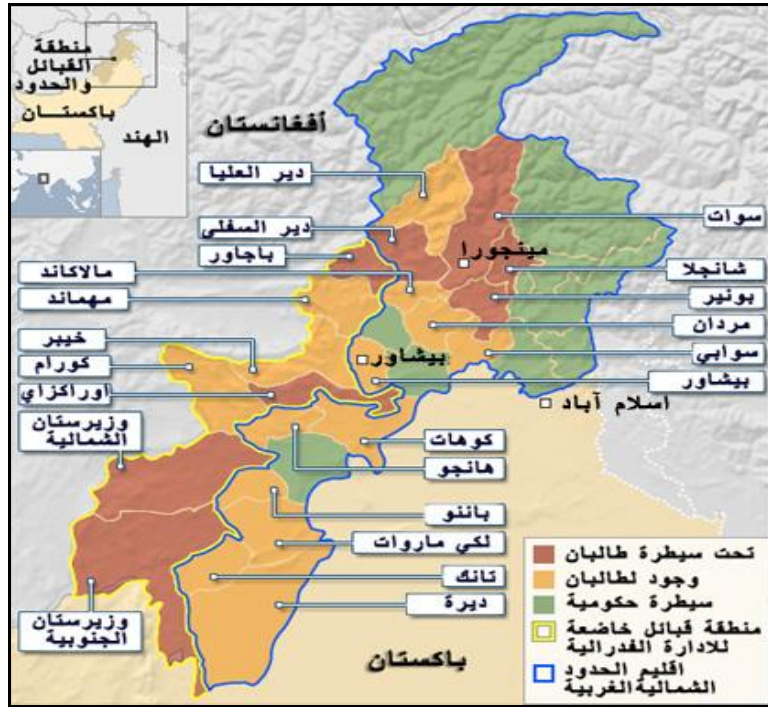 منطقة
القبائل
والحدود
باكستـــان
الهند
أفغانستان
دير العليا
دير السفلى
باجاور
مالاكاند
مهماند
خيبر
كورام
اوراكزاي
وزيرستان
الشمالية
وزيرستان
الجنوبية
سوات
مينجورا
شانجلا
بونير
مردان
سوابي
بيشاور
بيشاور
اسلام آباد
كوهات
هانجو
باننو
لكي ماروات
تانك
ديرة
باكستان
تحت سيطرة طالبان
وجود لطالبان
سيطرة حكومية
منطقة قبائل خاضعة
للادارة الفدرالية
اقليم الحدود
الشمالية الغربية